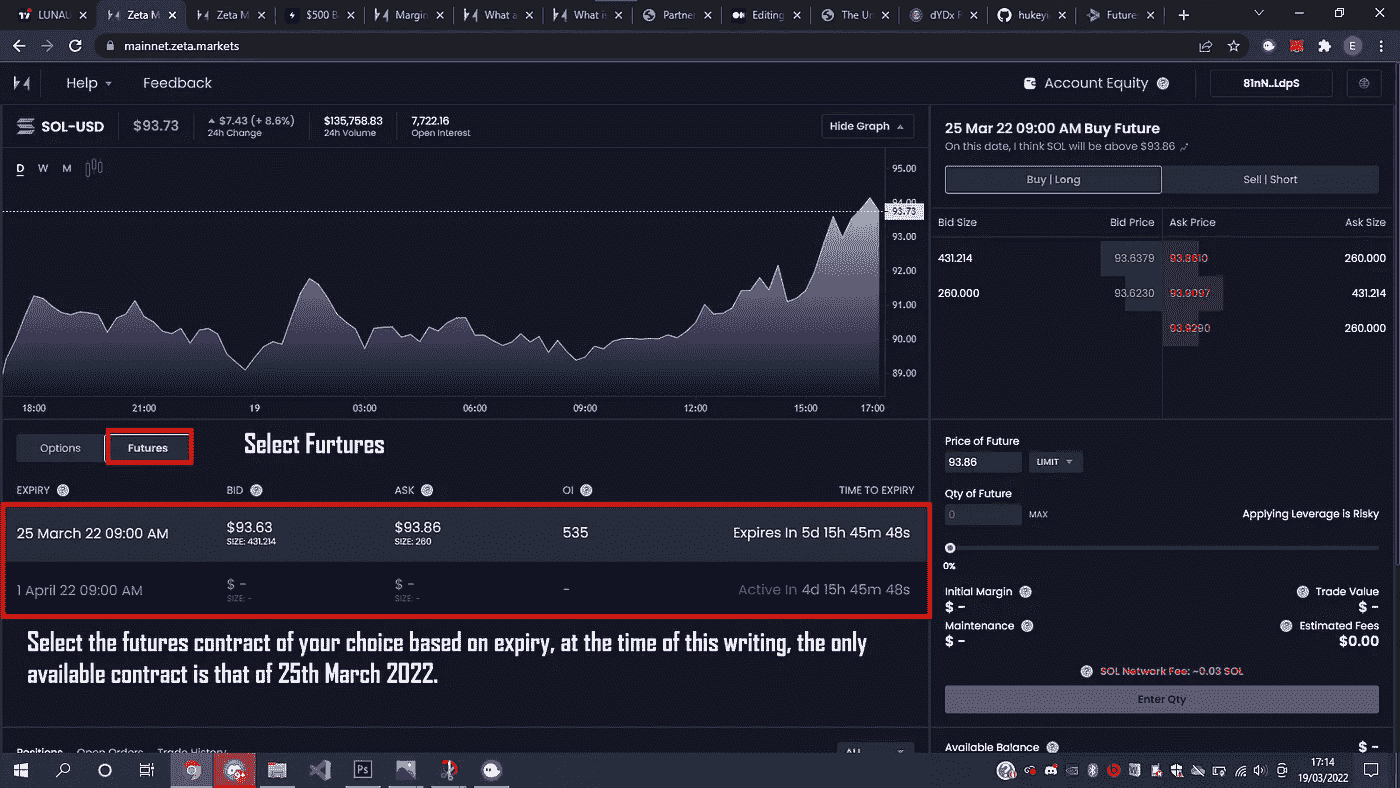 LUNAU
Zeta M
Zeta M
$500 B
Margin
What a
What is
Partner
Editing
The Un
dYDx F
hukeyi
Future
mainnet.zeta.markets
E
Help
Feedback
Account Equity
81nN..LdpS
SOL-USD
$93.73
$7.43 (+ 8.6%)
24h Change
$135,758.83
24h Volume
7,722.16
Open Interest
Hide Graph
D W M
95.00
94.00
93.73
93.00
92.00
91.00
90.00
89.00
18:00 21:00 19 03:00 06:00 09:00 12:00 15:00 17:00
25 Mar 22 09:00 AM Buy Future
On this date, I think SOL will be above $93.86
Buy | Long
Sell | Short
Bid Size Bid Price Ask Price Ask Size
431.214 93.6379 93.8610 260.000
260.000 93.6230 93.9097 431.214
93.9290 260.000
Options
Futures
Select Furtures
EXPIRY BID ASK OI TIME TO EXPIRY
25 March 22 09:00 AM $93.63 $93.86 535 Expires In 5d 15h 45m 48s
SIZE: 431.214 SIZE: 260
1 April 22 09:00 AM $ - $ - - Active In 4d 15h 45m 48s
SIZE: - SIZE: -
Select the futures contract of your choice based on expiry, at the time of this writing, the only
available contract is that of 25th March 2022.
Price of Future
93.86
LIMIT
Qty of Future
0
MAX
Applying Leverage is Risky
0%
Initial Margin
$ -
Trade Value
$ -
Maintenance
$ -
Estimated Fees
$0.00
SOL Network Fee: ~0.03 SOL
Enter Qty
Available Balance
$ -
Positions Open Orders Trade History
ALL
Ps
17:14
19/03/2022